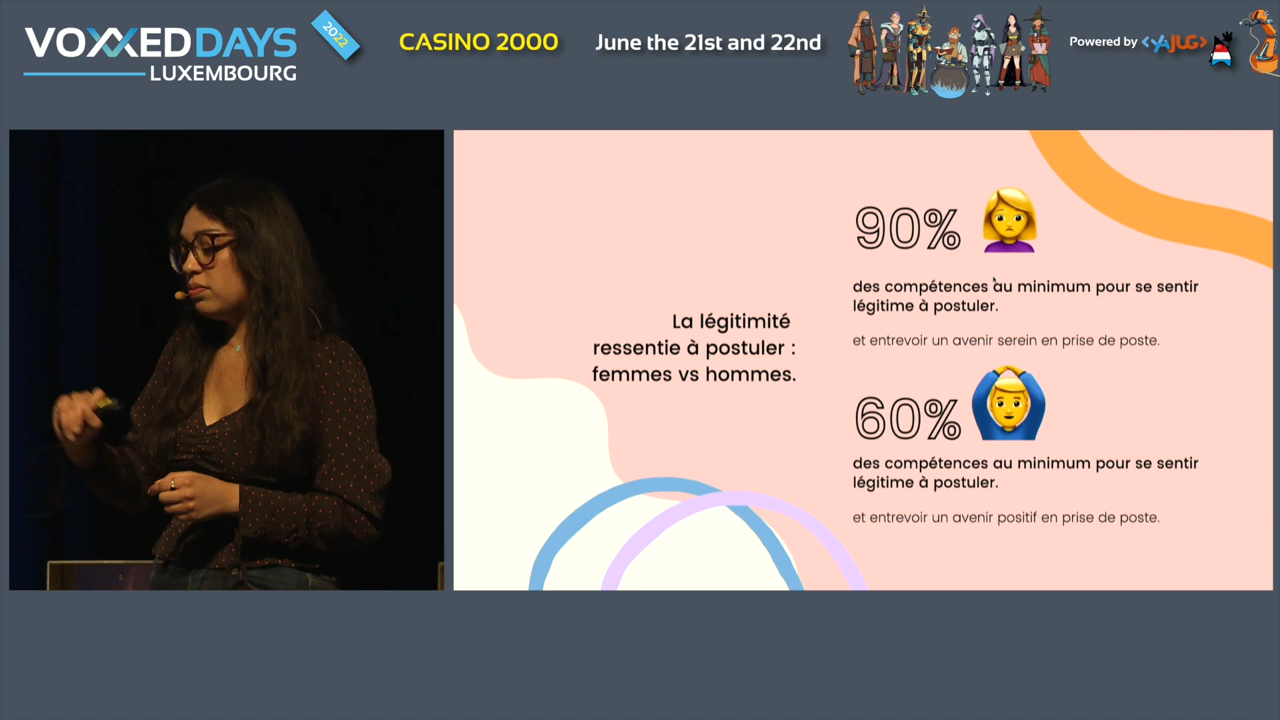 VOXXEDDAYS
LUXEMBOURG
2022
CASINO 2000
June the 21st and 22nd
Powered by <YAJUG>
La légitimité
ressentie à postuler :
femmes vs hommes.
90%
des compétences au minimum pour se sentir
légitime à postuler.
et entrevoir un avenir serein en prise de poste.
60%
des compétences au minimum pour se sentir
légitime à postuler.
et entrevoir un avenir positif en prise de poste.